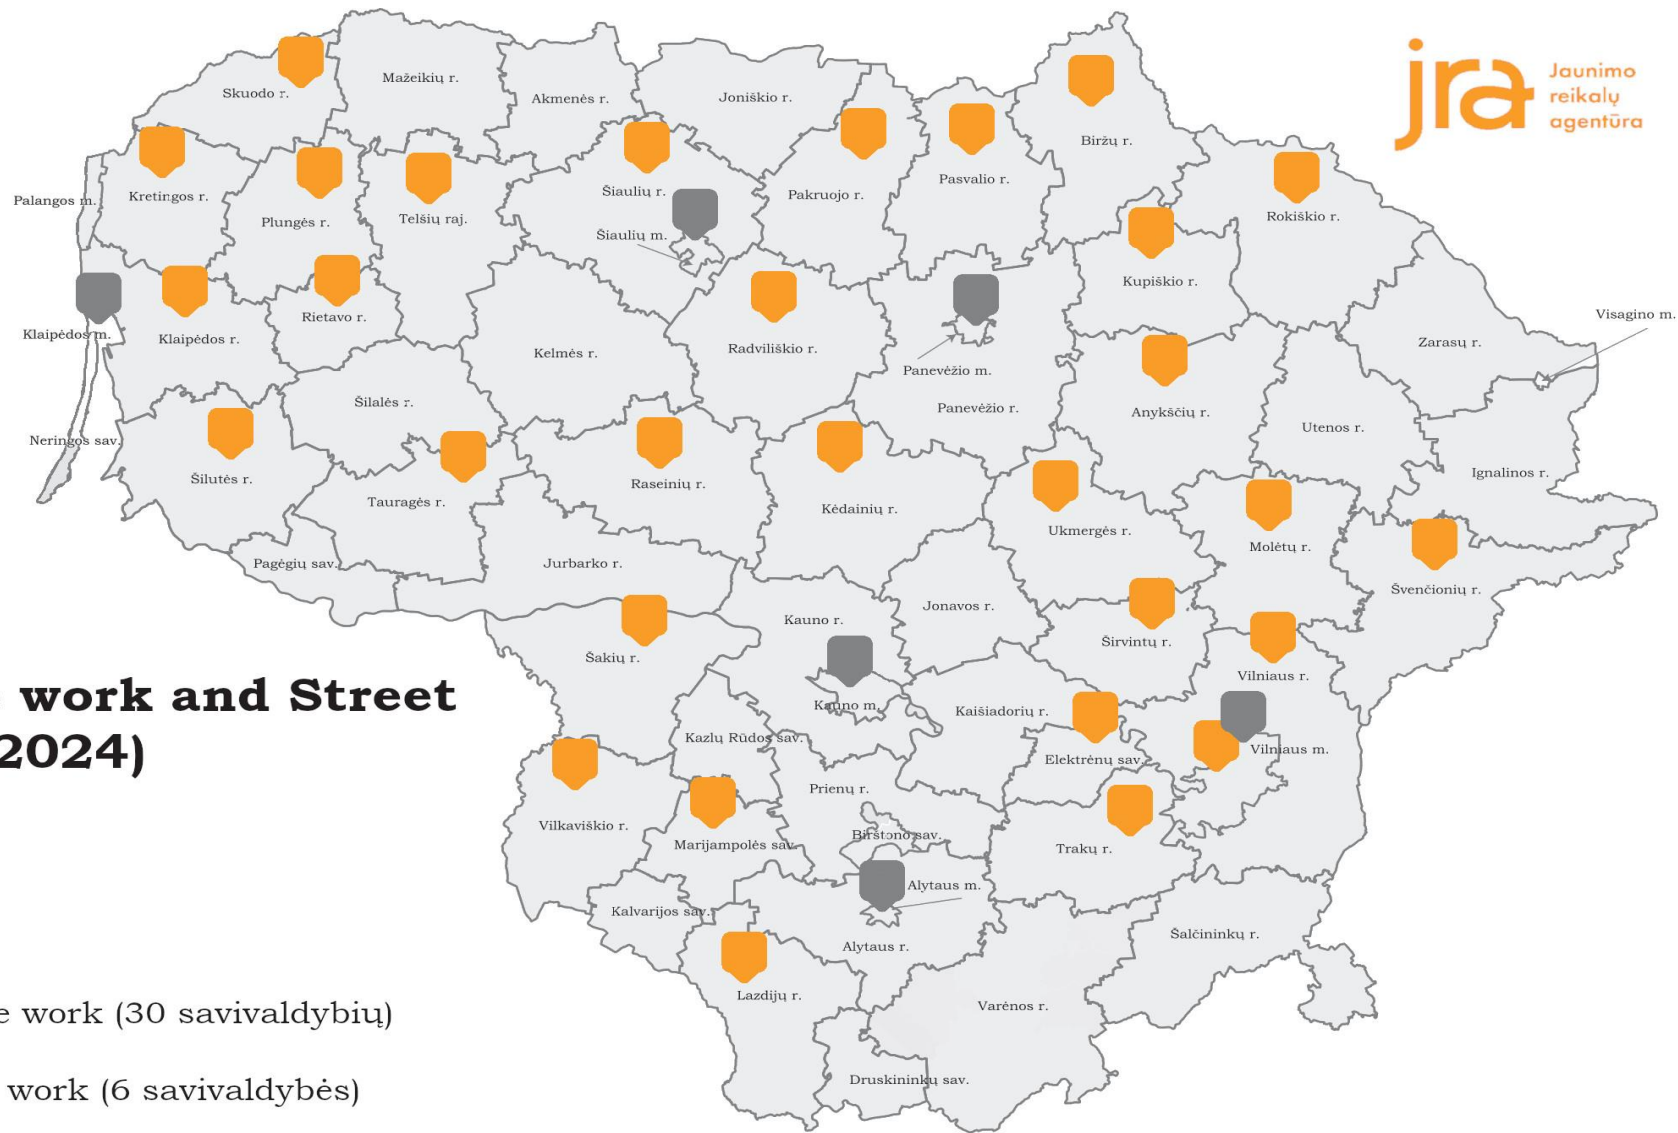 jra Jaunimo
reikalų
agentūra
Mažeikių r.
Skuodo r.
Akmenės r.
Joniškio r.
Biržų r.
Palangos m.
Kretingos r.
Plungės r.
Telšių raj.
Šiaulių r.
Šiaulių m.
Pakruojo r.
Pasvalio r.
Rokiškio r.
Kupiškio r.
Klaipėdos m.
Klaipėdos r.
Rietavo r.
Kelmės r.
Radviliškio r.
Panevėžio m.
Panevėžio r.
Anykščių r.
Utenos r.
Zarasų r.
Visagino m.
Ignalinos r.
Neringos sav.
Šilalės r.
Šilutės r.
Tauragės r.
Raseinių r.
Kėdainių r.
Ukmergės r.
Molėtų r.
Švenčionių r.
Pagėgių sav.
Jurbarko r.
Jonavos r.
Kauno r.
Širvintų r.
Šakių r.
Vilniaus r.
work and Street
2024)
Kauno m.
Kaišiadorių r.
Kazlų Rūdos sav.
Elektrėnų sav.
Vilniaus m.
Prienų r.
Vilkaviškio r.
Marijampolės sav.
Birštono sav.
Trakų r.
Alytaus m.
Kalvarijos sav.
Alytaus r.
Šalčininkų r.
Lazdijų r.
Varėnos r.
Druskininkų sav.
e work (30 savivaldybių)
work (6 savivaldybės)